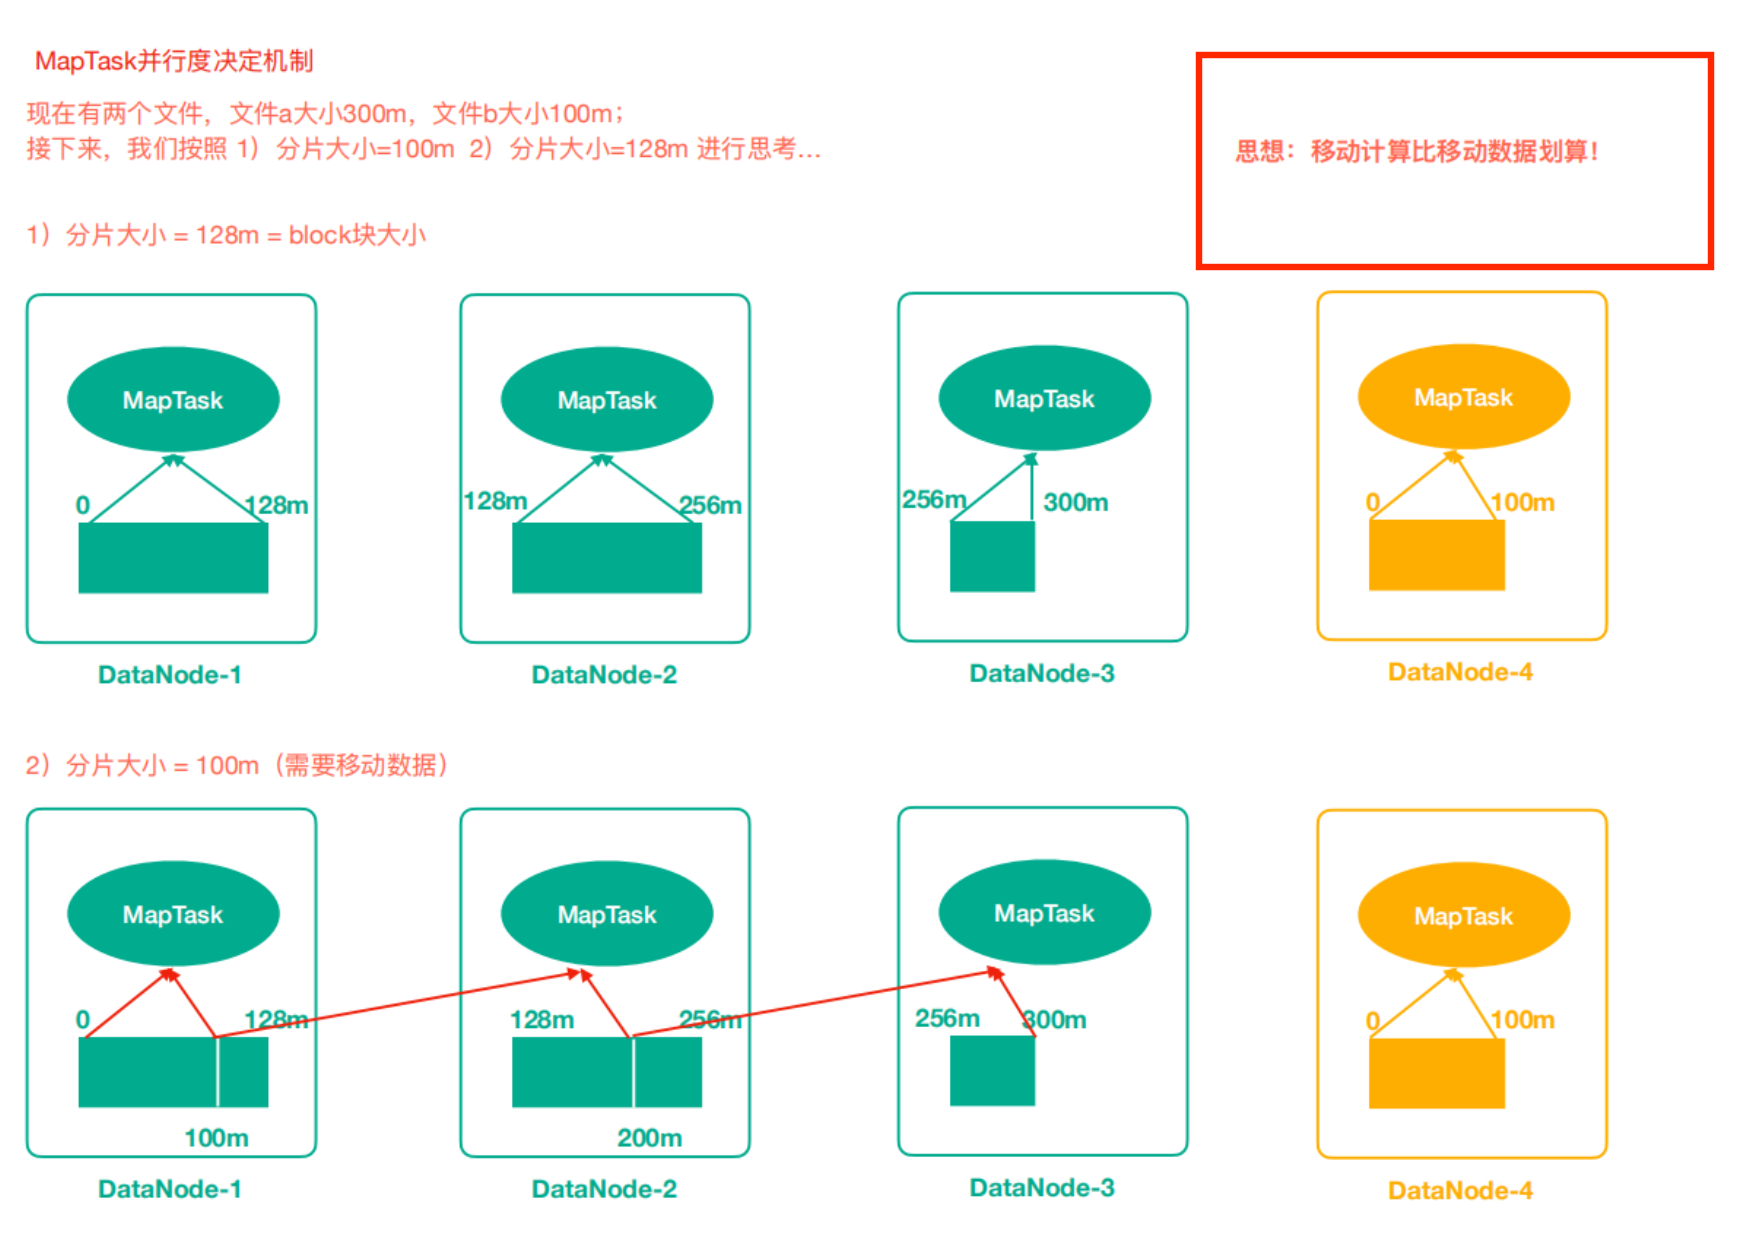 MapTask并行度决定机制
现在有两个文件，文件a大小300m，文件b大小100m；
接下来，我们按照 1）分片大小=100m 2）分片大小=128m 进行思考...
思想：移动计算比移动数据划算！
1）分片大小 = 128m = block块大小
MapTask
MapTask
MapTask
MapTask
0
128m
128m
256m
256m
300m
0
100m
DataNode-1
DataNode-2
DataNode-3
DataNode-4
2）分片大小 = 100m（需要移动数据）
MapTask
MapTask
MapTask
MapTask
0
128m
128m
256m
256m
300m
0
100m
100m
200m
DataNode-1
DataNode-2
DataNode-3
DataNode-4